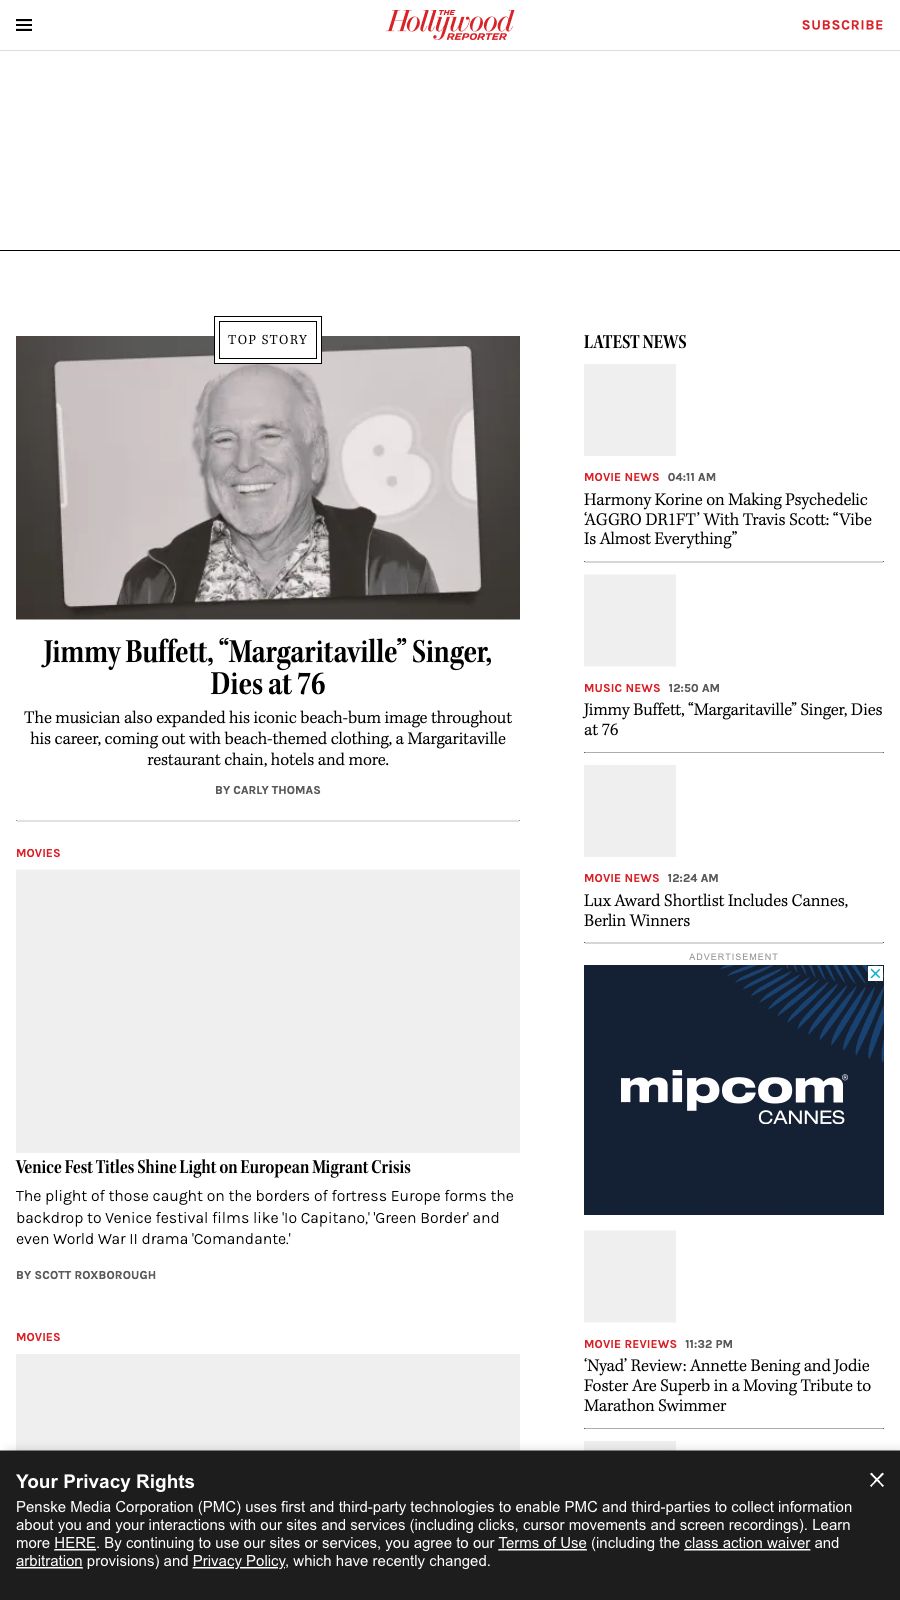 THE
Hollywood
REPORTER
SUBSCRIBE
TOP STORY
Jimmy Buffett, “Margaritaville” Singer,
Dies at 76
The musician also expanded his iconic beach-bum image throughout
his career, coming out with beach-themed clothing, a Margaritaville
restaurant chain, hotels and more.
BY CARLY THOMAS
MOVIES
Venice Fest Titles Shine Light on European Migrant Crisis
The plight of those caught on the borders of fortress Europe forms the
backdrop to Venice festival films like 'Io Capitano,' 'Green Border' and
even World War II drama 'Comandante.'
BY SCOTT ROXBOROUGH
MOVIES
LATEST NEWS
MOVIE NEWS 04:11 AM
Harmony Korine on Making Psychedelic
‘AGGRO DR1FT’ With Travis Scott: “Vibe
Is Almost Everything”
MUSIC NEWS 12:50 AM
Jimmy Buffett, “Margaritaville” Singer, Dies
at 76
MOVIE NEWS 12:24 AM
Lux Award Shortlist Includes Cannes,
Berlin Winners
ADVERTISEMENT
mipcom®
CANNES
MOVIE REVIEWS 11:32 PM
‘Nyad’ Review: Annette Bening and Jodie
Foster Are Superb in a Moving Tribute to
Marathon Swimmer
Your Privacy Rights
Penske Media Corporation (PMC) uses first and third-party technologies to enable PMC and third-parties to collect information
about you and your interactions with our sites and services (including clicks, cursor movements and screen recordings). Learn
more HERE. By continuing to use our sites or services, you agree to our Terms of Use (including the class action waiver and
arbitration provisions) and Privacy Policy, which have recently changed.